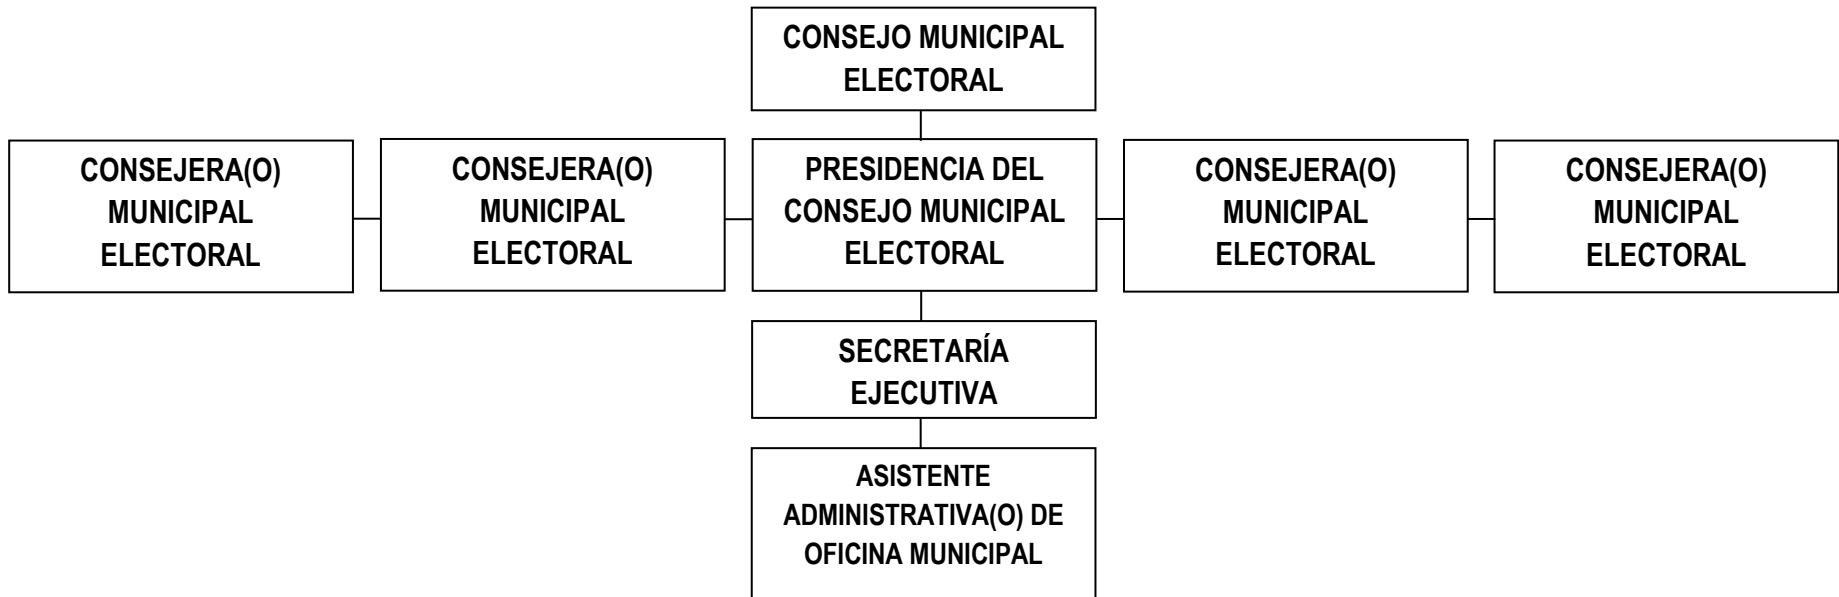 CONSEJO MUNICIPAL
ELECTORAL
CONSEJERA(O)
MUNICIPAL
ELECTORAL
CONSEJERA(O)
MUNICIPAL
ELECTORAL
PRESIDENCIA DEL
CONSEJO MUNICIPAL
ELECTORAL
CONSEJERA(O)
MUNICIPAL
ELECTORAL
CONSEJERA(O)
MUNICIPAL
ELECTORAL
SECRETARÍA
EJECUTIVA
ASISTENTE
ADMINISTRATIVA(O) DE
OFICINA MUNICIPAL